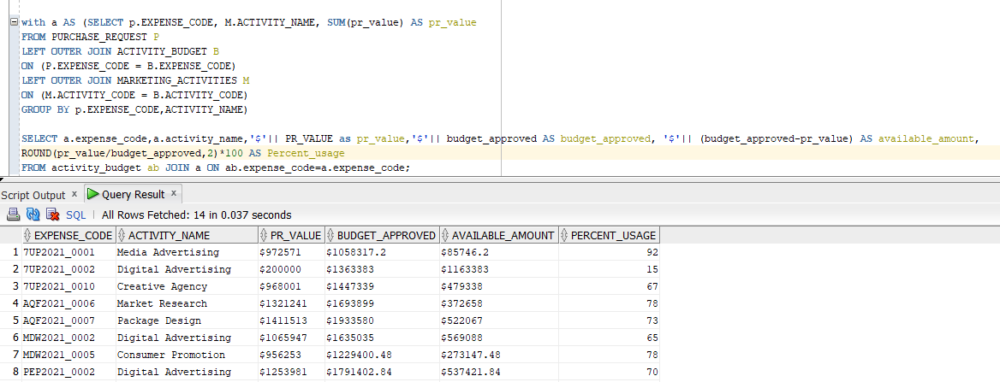 with a AS (SELECT p.EXPENSE_CODE, M.ACTIVITY_NAME, SUM(pr_value) AS pr_value
FROM PURCHASE_REQUEST P
LEFT OUTER JOIN ACTIVITY_BUDGET B
ON (P.EXPENSE_CODE = B.EXPENSE_CODE)
LEFT OUTER JOIN MARKETING_ACTIVITIES M
ON (M.ACTIVITY_CODE = B.ACTIVITY_CODE)
GROUP BY p.EXPENSE_CODE,ACTIVITY_NAME)
SELECT a.expense_code,a.activity_name,'$'|| PR_VALUE as pr_value,'$'|| budget_approved AS budget_approved, '$'|| (budget_approved-pr_value) AS available_amount,
ROUND(pr_value/budget_approved,2)*100 AS Percent_usage
FROM activity_budget ab JOIN a ON ab.expense_code=a.expense_code;
Script Output x Query Result x
SQL | All Rows Fetched: 14 in 0.037 seconds
EXPENSE_CODE ACTIVITY_NAME PR_VALUE BUDGET_APPROVED AVAILABLE_AMOUNT PERCENT_USAGE
1 7UP2021_0001 Media Advertising $972571 $1058317.2 $85746.2 92
2 7UP2021_0002 Digital Advertising $200000 $1363383 $1163383 15
3 7UP2021_0010 Creative Agency $968001 $1447339 $479338 67
4 AQF2021_0006 Market Research $1321241 $1693899 $372658 78
5 AQF2021_0007 Package Design $1411513 $1933580 $522067 73
6 MDW2021_0002 Digital Advertising $1065947 $1635035 $569088 65
7 MDW2021_0005 Consumer Promotion $956253 $1229400.48 $273147.48 78
8 PEP2021_0002 Digital Advertising $1253981 $1791402.84 $537421.84 70